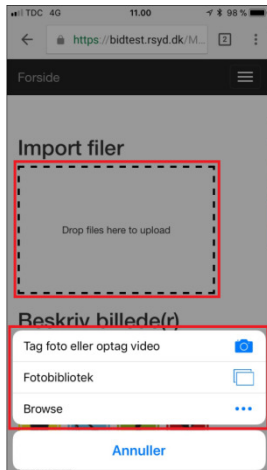 TDC 4G 11.00 98 %
https://bidtest.rsyd.dk/M... 2
Forside
Import filer
Drop files here to upload
Beskriv billede(r)
Tag foto eller optag video
Fotobibliotek
Browse
Annuller